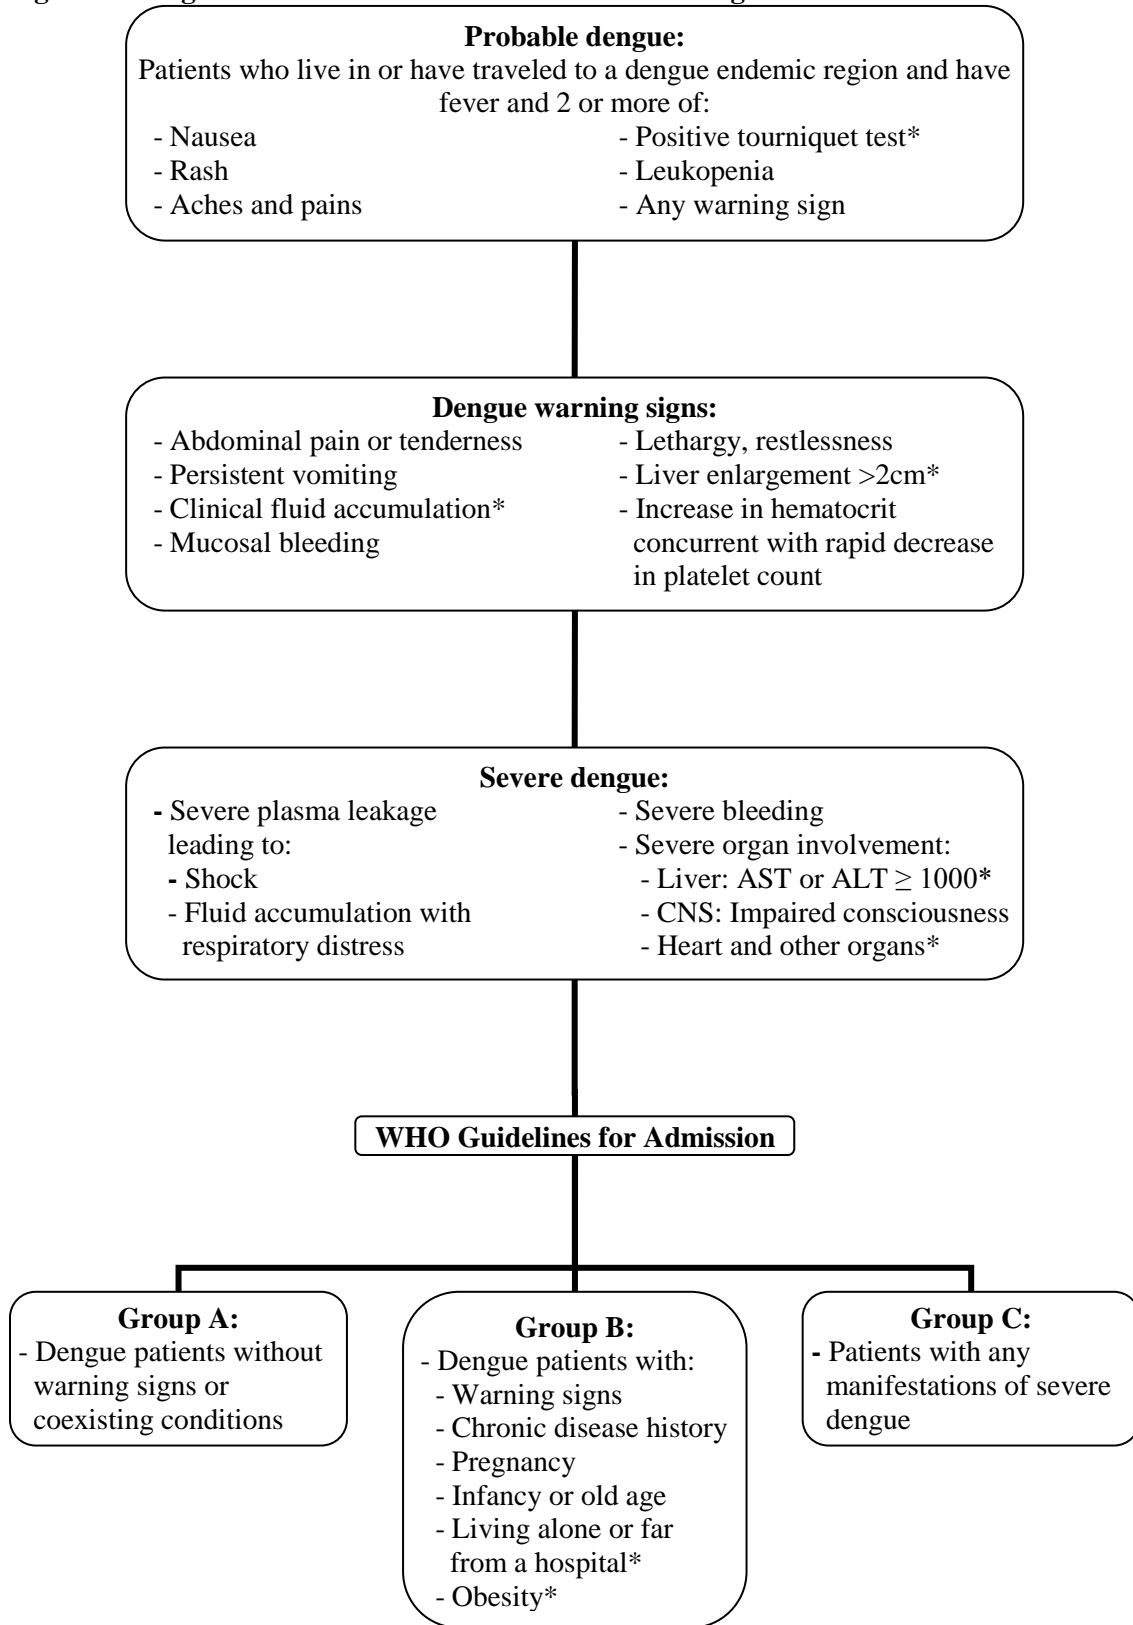 Probable dengue:
Patients who live in or have traveled to a dengue endemic region and have
fever and 2 or more of:
- Nausea
- Rash
- Aches and pains
- Positive tourniquet test*
- Leukopenia
- Any warning sign
Dengue warning signs:
- Abdominal pain or tenderness
- Persistent vomiting
- Clinical fluid accumulation*
- Mucosal bleeding
- Lethargy, restlessness
- Liver enlargement >2cm*
- Increase in hematocrit
concurrent with rapid decrease
in platelet count
Severe dengue:
- Severe plasma leakage
leading to:
- Shock
- Fluid accumulation with
respiratory distress
- Severe bleeding
- Severe organ involvement:
- Liver: AST or ALT ≥ 1000*
- CNS: Impaired consciousness
- Heart and other organs*
WHO Guidelines for Admission
Group A:
- Dengue patients without
warning signs or
coexisting conditions
Group B:
- Dengue patients with:
- Warning signs
- Chronic disease history
- Pregnancy
- Infancy or old age
- Living alone or far
from a hospital*
- Obesity*
Group C:
- Patients with any
manifestations of severe
dengue